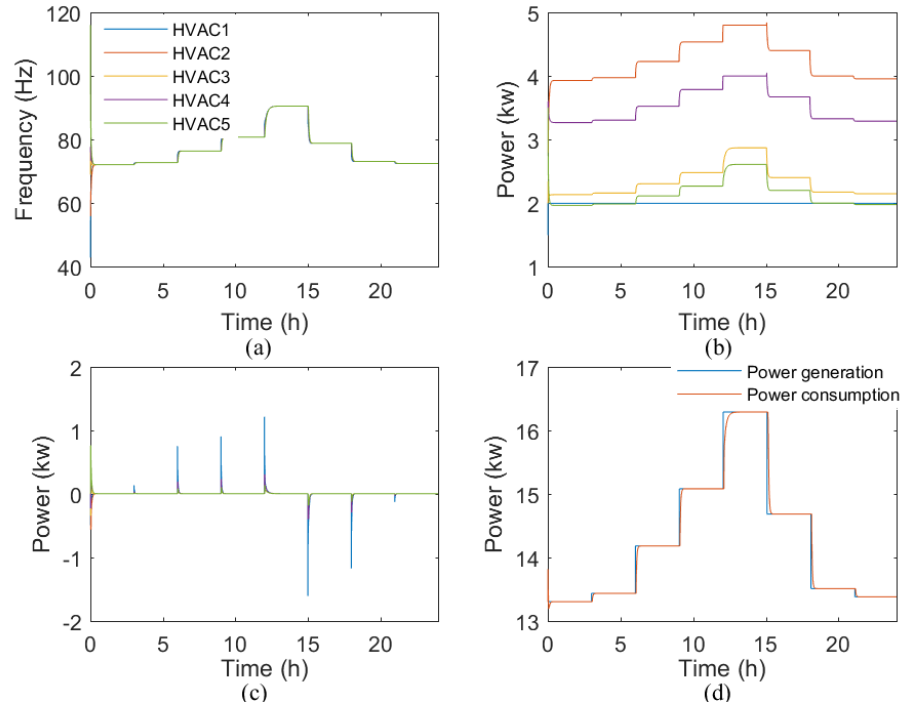 120
100
80
60
40
Frequency (Hz)
HVAC1
HVAC2
HVAC3
HVAC4
HVAC5
0 5 10 15 20
Time (h)
(a)
5
4
3
2
1
Power (kw)
0 5 10 15 20
Time (h)
(b)
2
1
0
-1
-2
Power (kw)
0 5 10 15 20
Time (h)
(c)
17
16
15
14
13
Power (kw)
Power generation
Power consumption
0 5 10 15 20
Time (h)
(d)